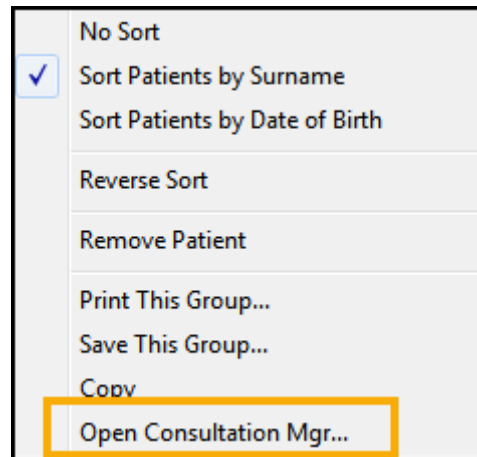 No Sort
Sort Patients by Surname
Sort Patients by Date of Birth
Reverse Sort
Remove Patient
Print This Group...
Save This Group...
Copy
Open Consultation Mgr...